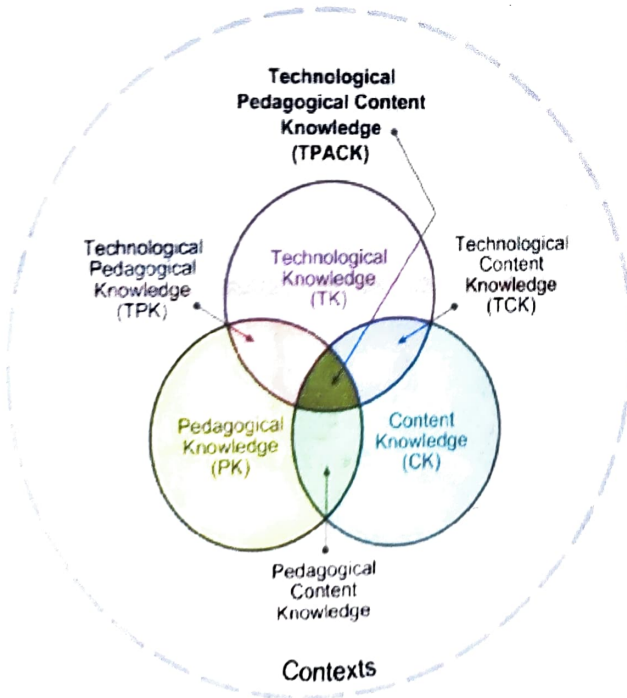 Technological
Pedagogical Content
Knowledge
(TPACK)
Technological
Pedagogical
Knowledge
(TPK)
Technological
Knowledge
(TK)
Technological
Content
Knowledge
(TCK)
Pedagogical
Knowledge
(PK)
Content
Knowledge
(CK)
Pedagogical
Content
Knowledge
Contexts